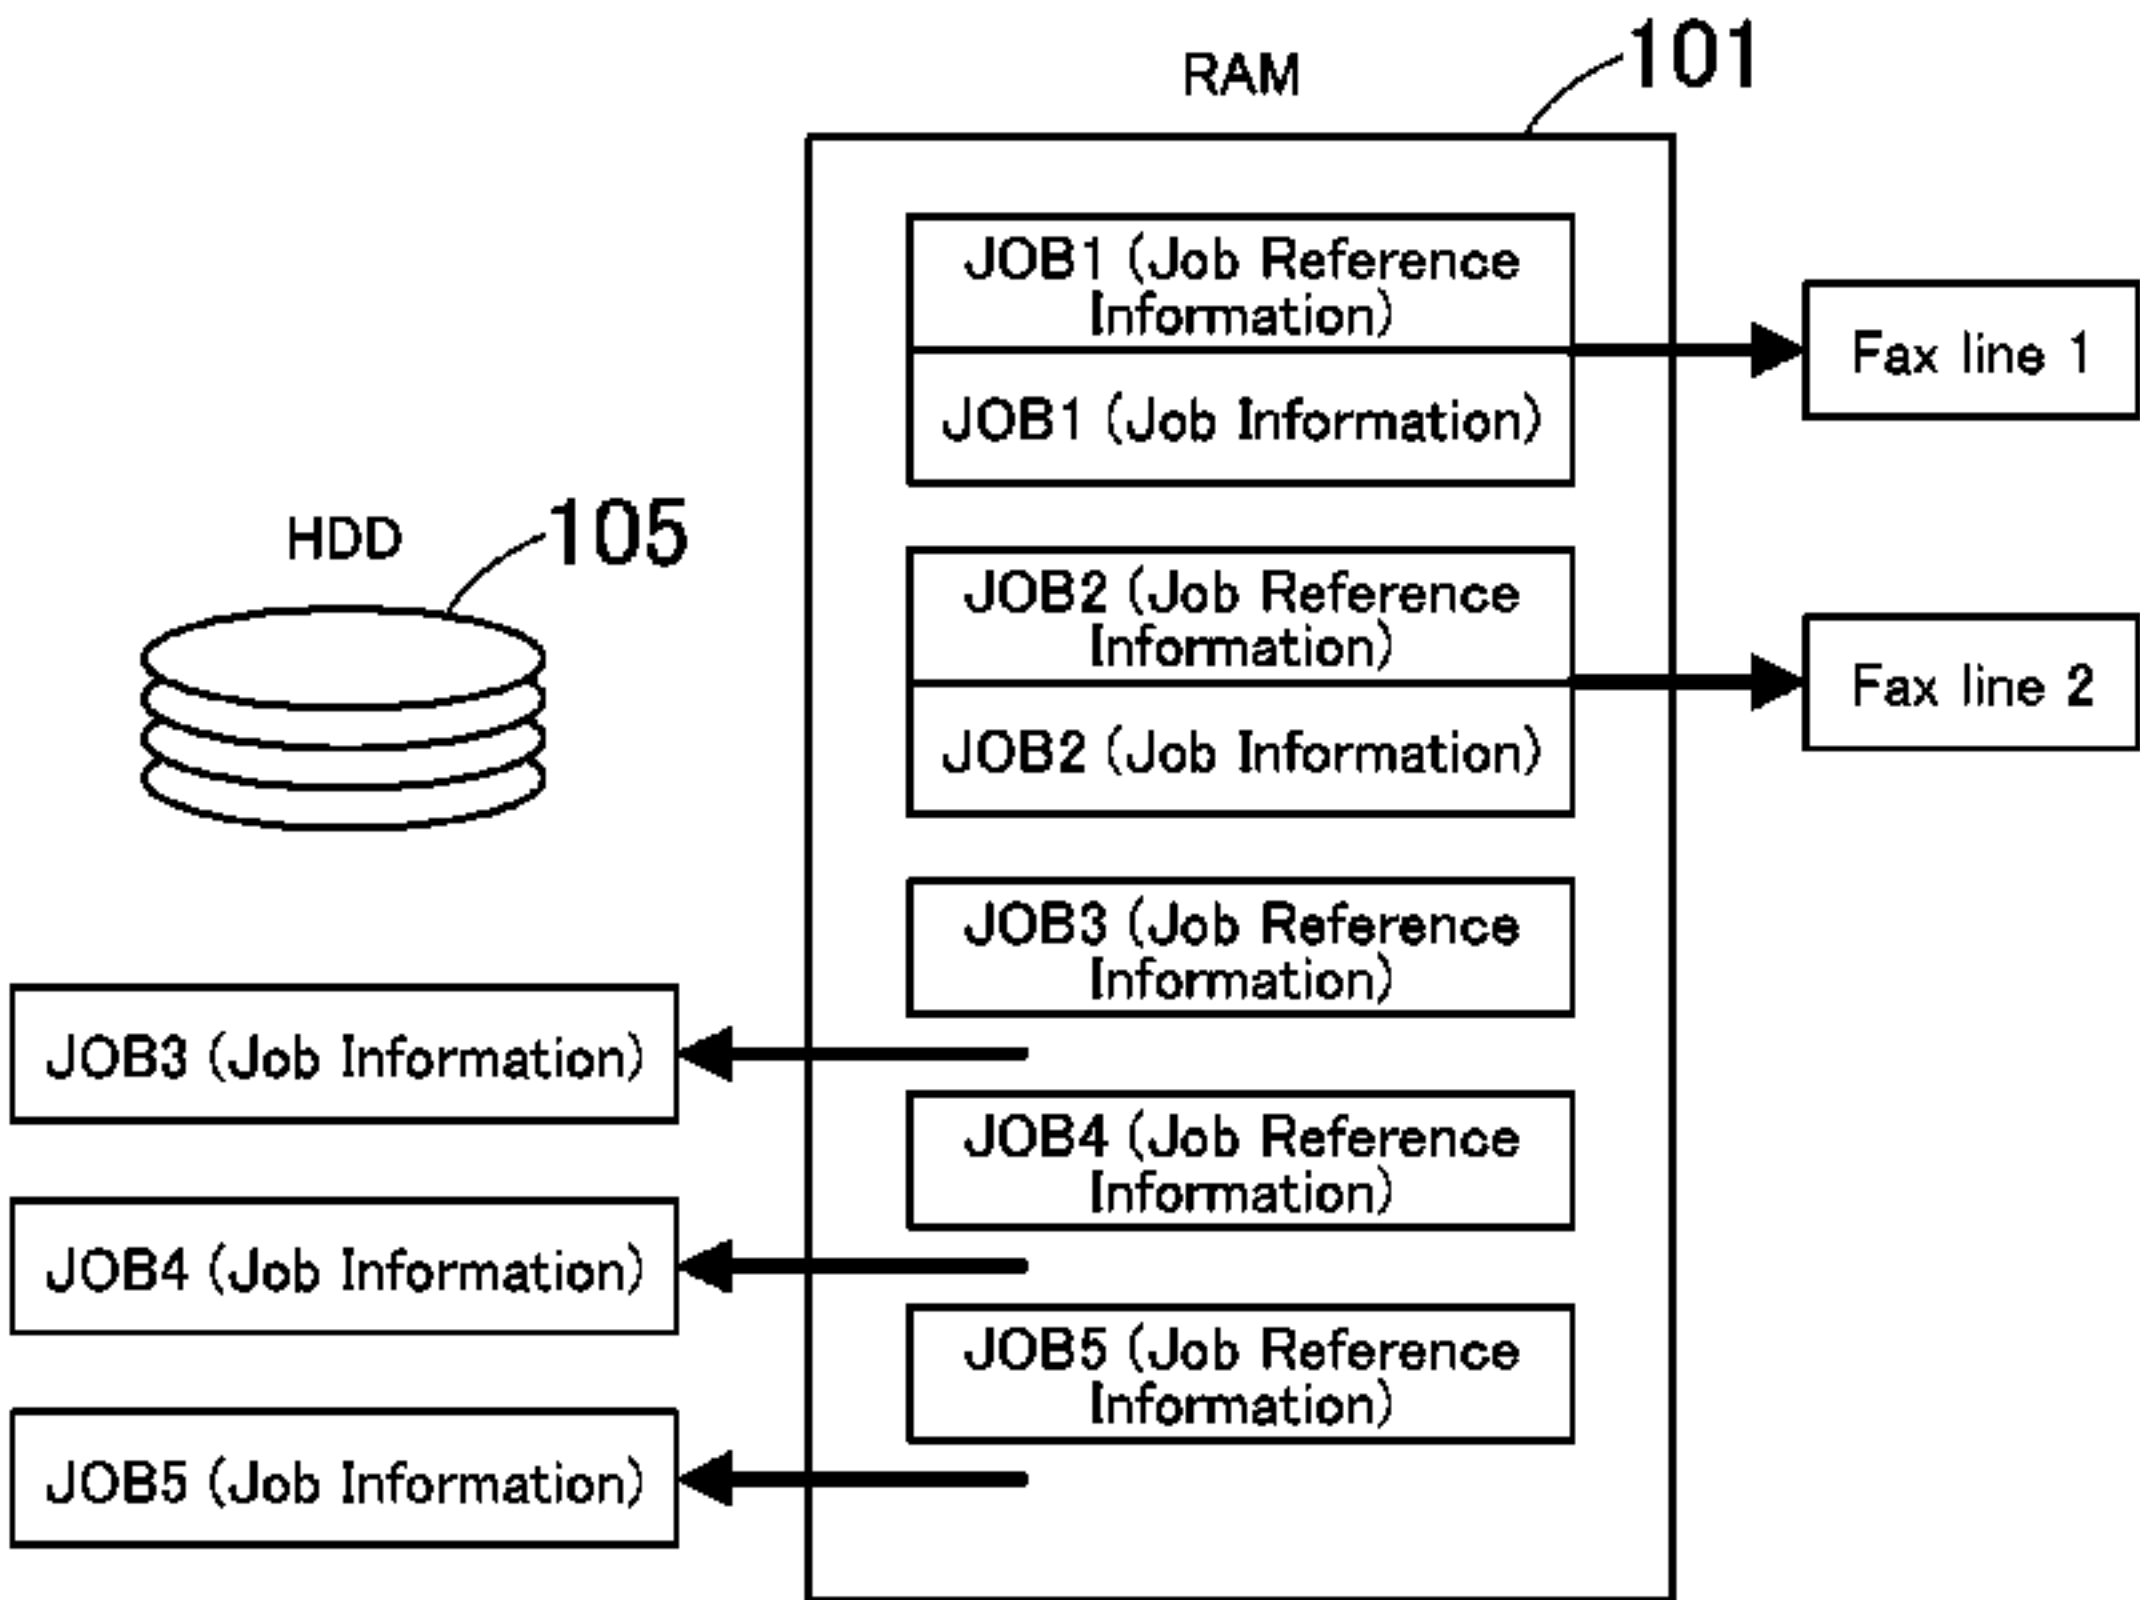 RAM
101
JOB1 (Job Reference
Information)
JOB1 (Job Information)
Fax line 1
HDD
105
JOB2 (Job Reference
Information)
JOB2 (Job Information)
Fax line 2
JOB3 (Job Reference
Information)
JOB3 (Job Information)
JOB4 (Job Reference
Information)
JOB4 (Job Information)
JOB5 (Job Reference
Information)
JOB5 (Job Information)